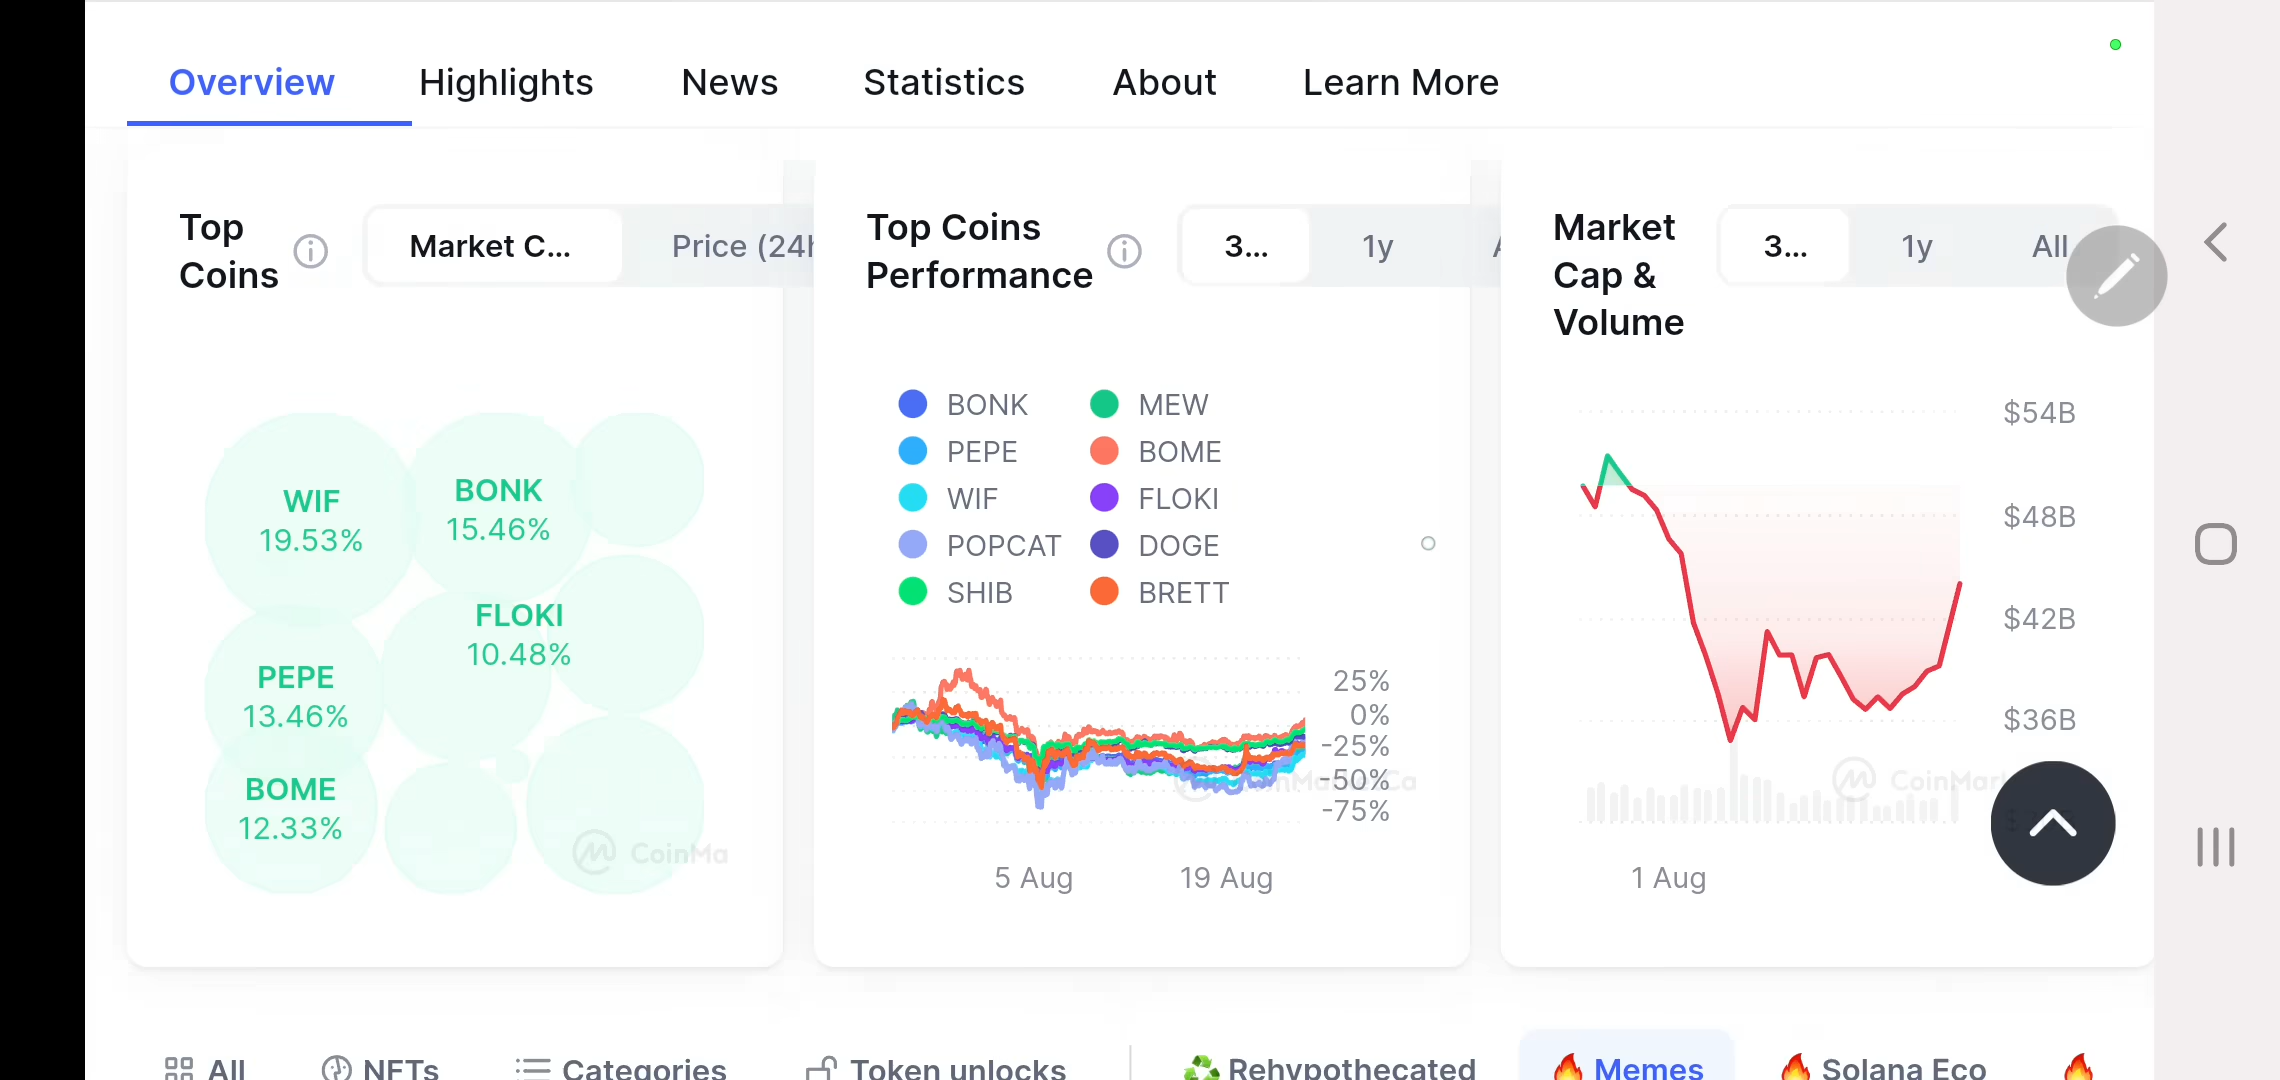 Overview Highlights News Statistics About Learn More
Top
Coins
Market C...
Price (24h
WIF
19.53%
BONK
15.46%
FLOKI
10.48%
PEPE
13.46%
BOME
12.33%
CoinMa
Top Coins
Performance
3...
1y
BONK MEW
PEPE BOME
WIF FLOKI
POPCAT DOGE
SHIB BRETT
25%
0%
-25%
-50%
-75%
5 Aug 19 Aug
Market
Cap &
Volume
3...
1y
All
$54B
$48B
$42B
$36B
CoinMar
1 Aug
All NFTs Categories Token unlocks Rehypothecated Memes Solana Eco